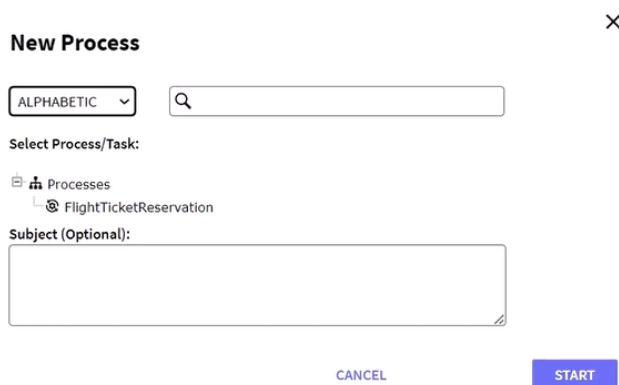 New Process
ALPHABETIC
Select Process/Task:
Processes
FlightTicketReservation
Subject (Optional):
CANCEL START